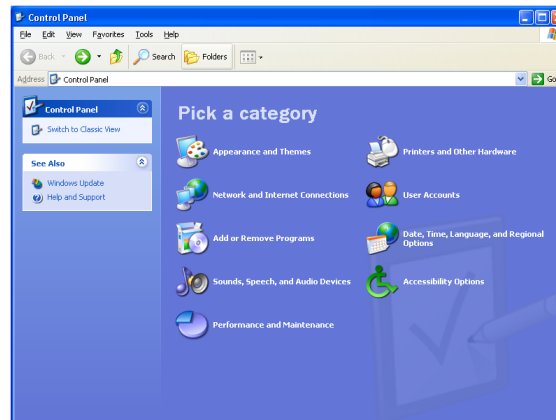 Control Panel
File Edit View Favorites Tools Help
Back Search Folders
Address Control Panel Go
Control Panel
Switch to Classic View
See Also
Windows Update
Help and Support
Pick a category
Appearance and Themes
Printers and Other Hardware
Network and Internet Connections
User Accounts
Add or Remove Programs
Date, Time, Language, and Regional
Options
Sounds, Speech, and Audio Devices
Accessibility Options
Performance and Maintenance